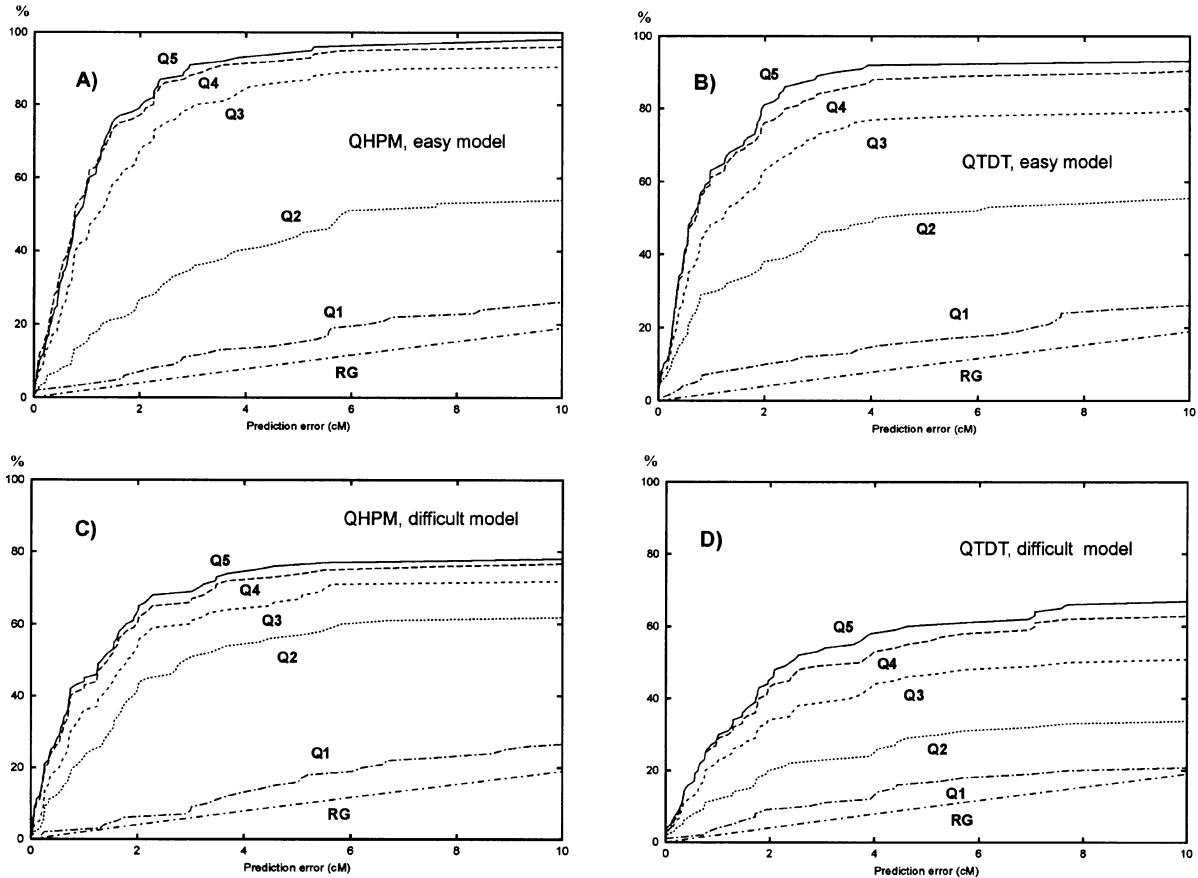 %
100
80
60
40
20
0
A)
Q5
Q4
Q3
QHPM, easy model
Q2
Q1
RG
0 2 4 6 8 10
Prediction error (cM)
%
100
80
60
40
20
0
B)
Q5
Q4
Q3
QTDT, easy model
Q2
Q1
RG
0 2 4 6 8 10
Prediction error (cM)
%
100
80
60
40
20
0
C)
QHPM, difficult model
Q5
Q4
Q3
Q2
Q1
RG
0 2 4 6 8 10
Prediction error (cM)
%
100
80
60
40
20
0
D)
QTDT, difficult model
Q5
Q4
Q3
Q2
Q1
RG
0 2 4 6 8 10
Prediction error (cM)